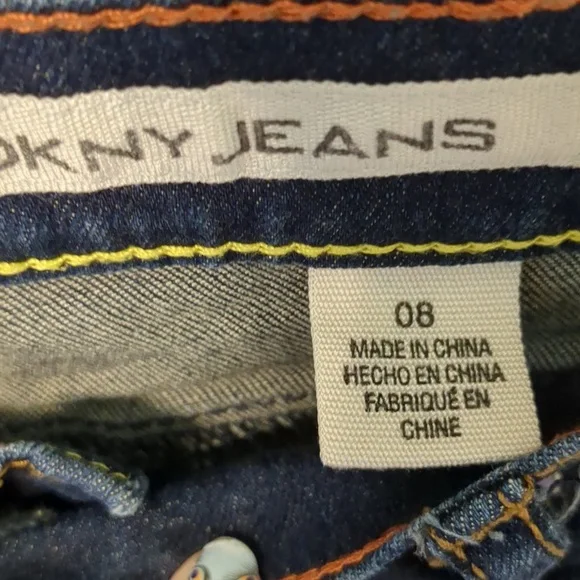 DKNY JEANS
08
MADE IN CHINA
HECHO EN CHINA
FABRIQUÉ EN
CHINE